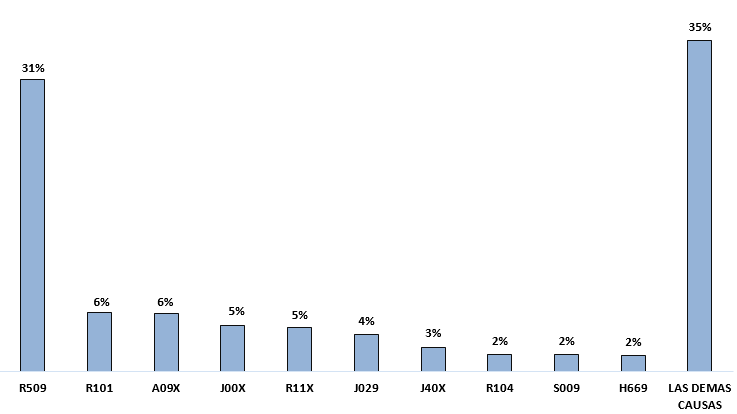 35%
31%
6%
6%
5%
5%
4%
3%
2%
2%
2%
R509
R101
A09X
J00X
R11X
J029
J40X
R104
S009
H669
LAS DEMAS
CAUSAS